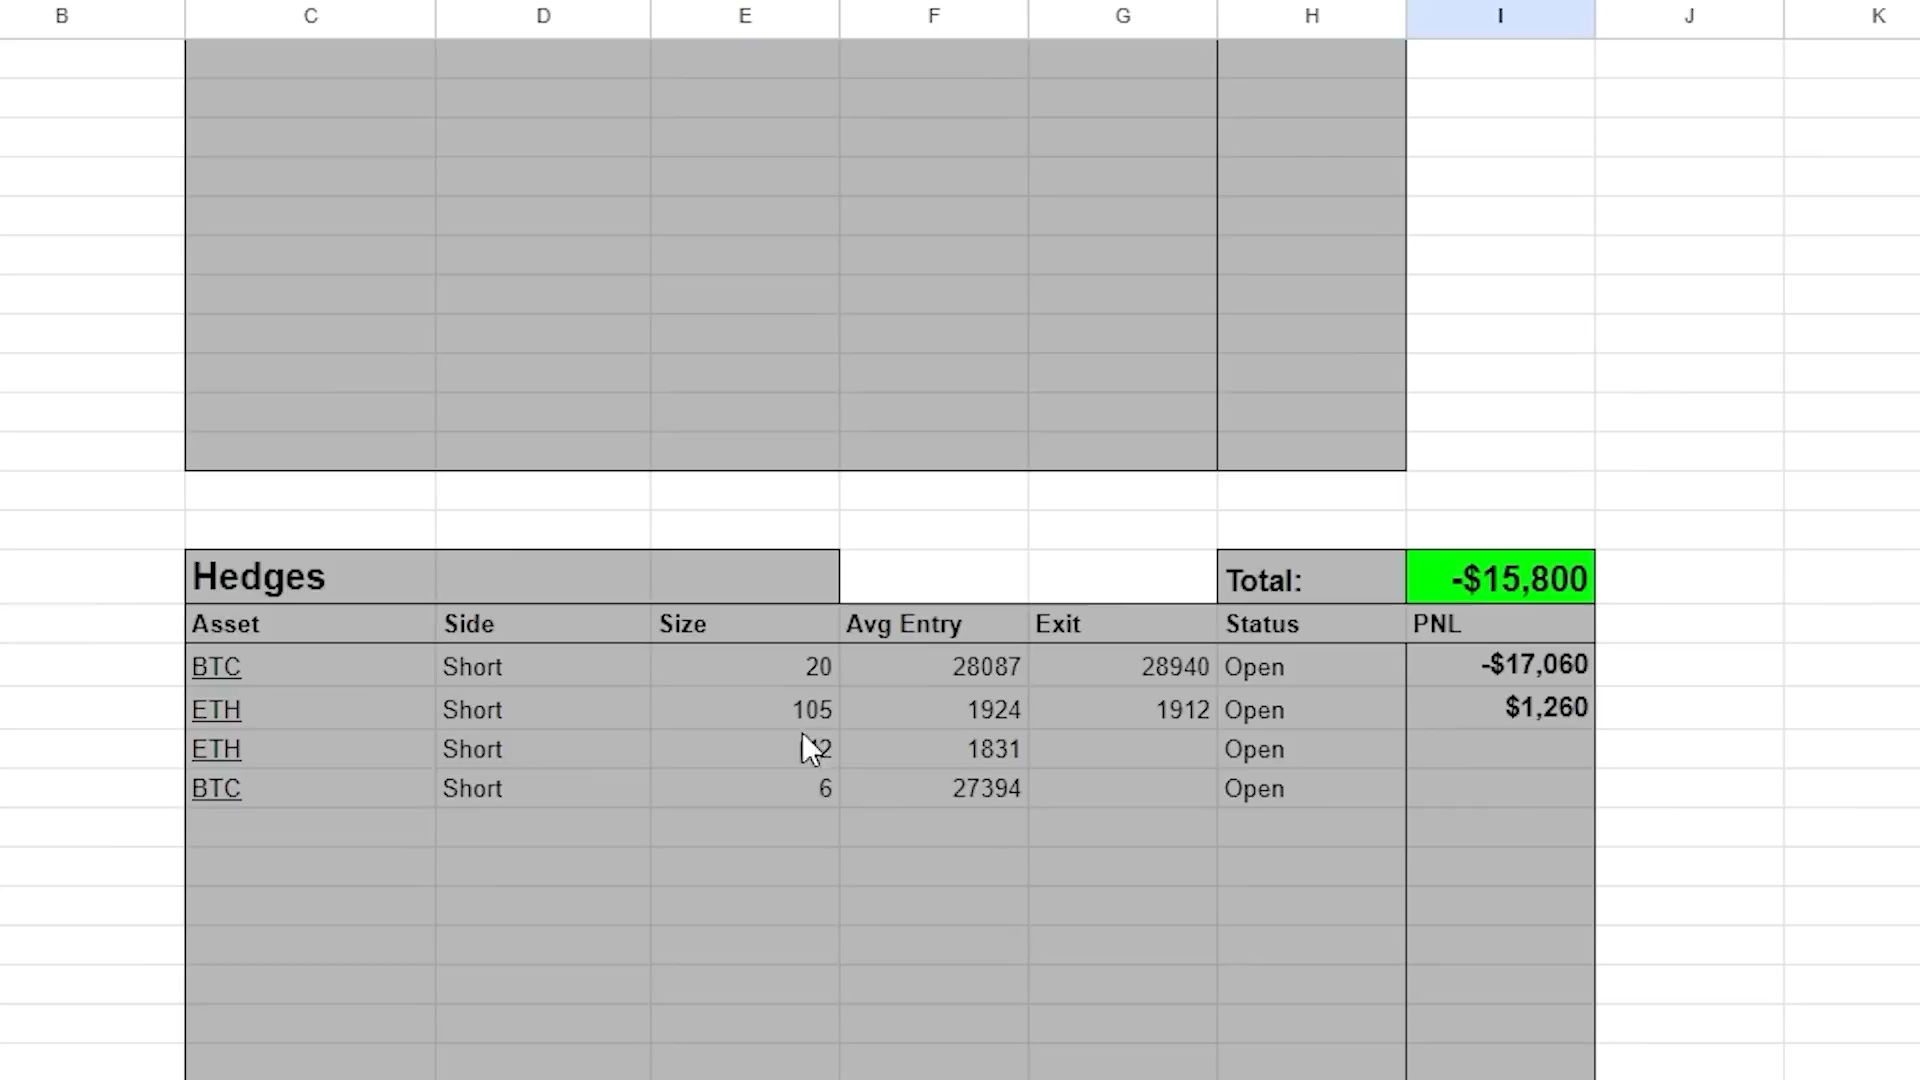 B C D E F G H I J K
Hedges Total: -$15,800
Asset Side Size Avg Entry Exit Status PNL
BTC Short 20 28087 28940 Open -$17,060
ETH Short 105 1924 1912 Open $1,260
ETH Short 1831 Open
BTC Short 6 27394 Open